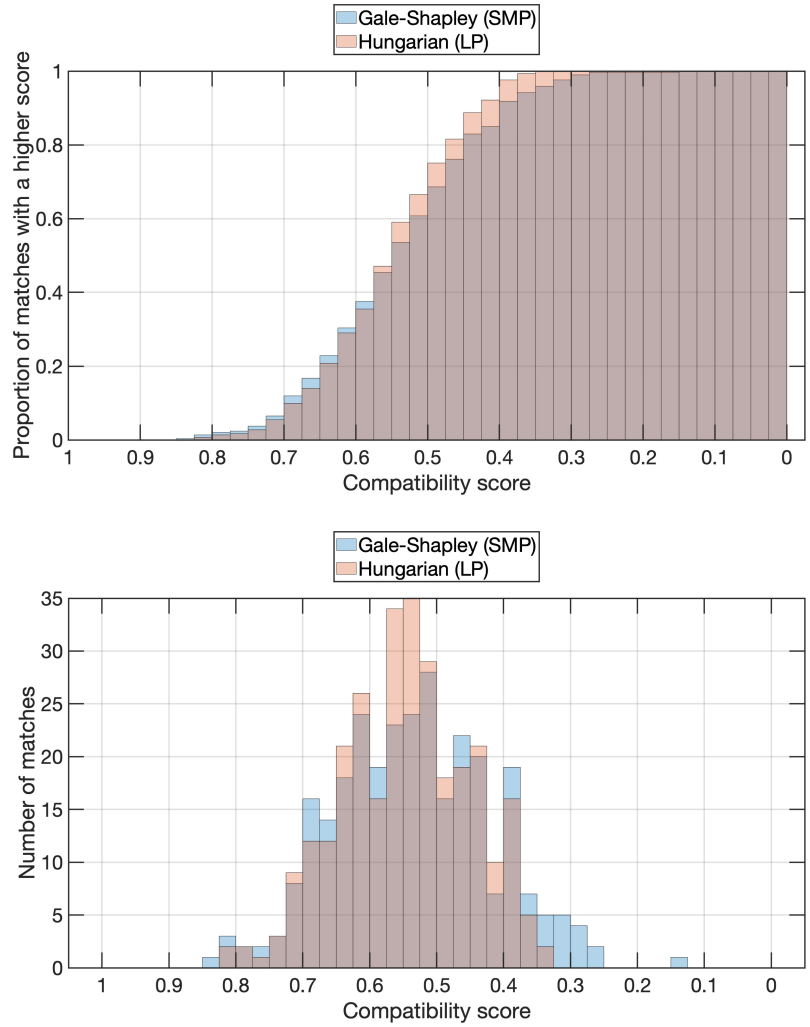 Gale-Shapley (SMP)
Hungarian (LP)
Proportion of matches with a higher score
1
0.8
0.6
0.4
0.2
0
1 0.9 0.8 0.7 0.6 0.5 0.4 0.3 0.2 0.1 0
Compatibility score
Gale-Shapley (SMP)
Hungarian (LP)
Number of matches
35
30
25
20
15
10
5
0
1 0.9 0.8 0.7 0.6 0.5 0.4 0.3 0.2 0.1 0
Compatibility score